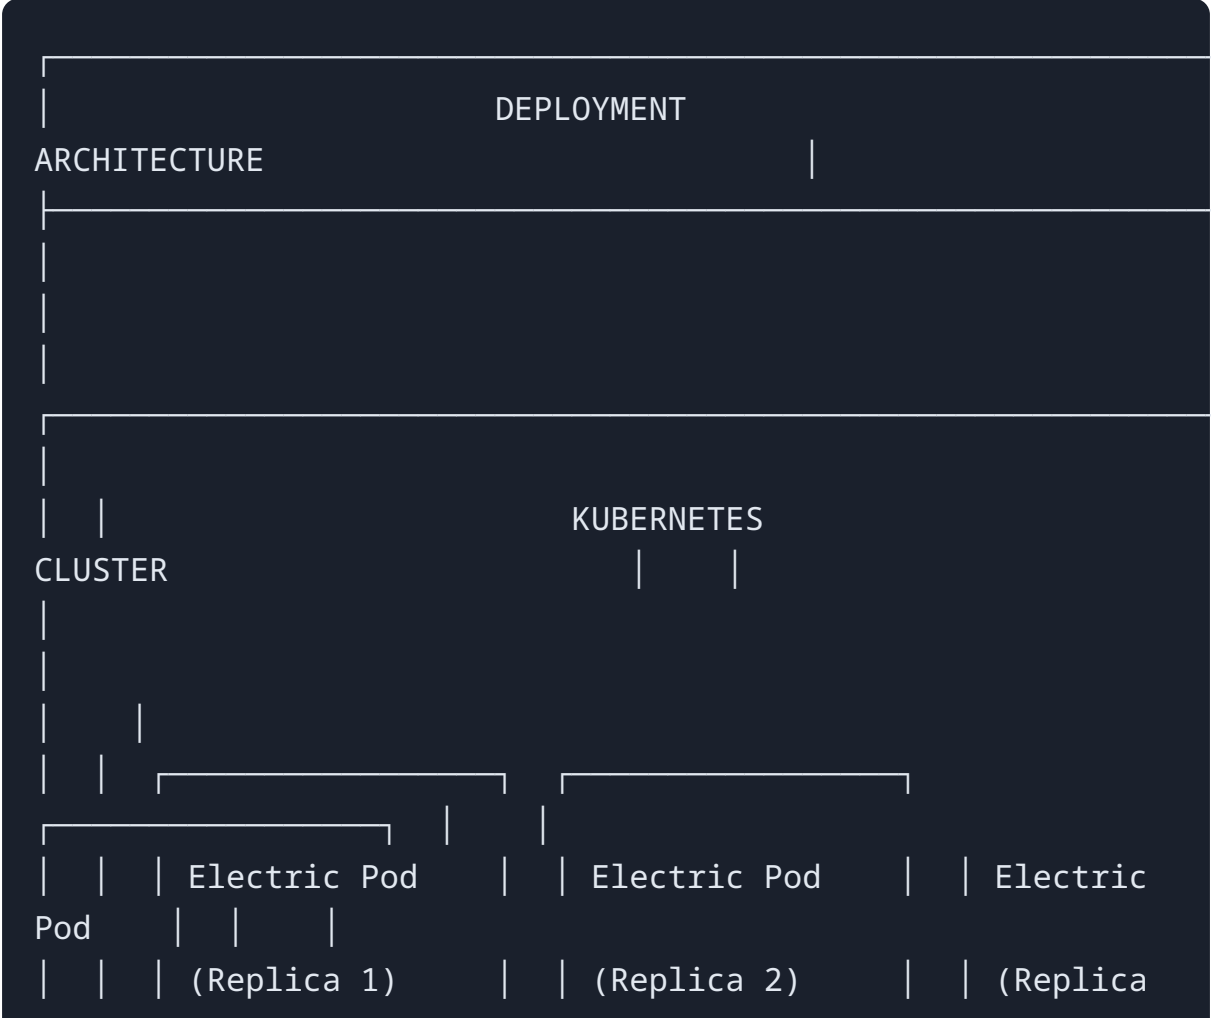 ┌─────────────────────────────────────────────────────────────
│                       DEPLOYMENT
ARCHITECTURE                            │
├─────────────────────────────────────────────────────────────
│
│
│
┌─────────────────────────────────────────────────────────────
│
│  │                        KUBERNETES
CLUSTER                        │    │
│
│
│    │
│  │  ┌─────────────────┐  ┌─────────────────┐
┌─────────────────┐  │    │
│  │  │ Electric Pod    │  │ Electric Pod    │  │ Electric
Pod    │  │    │
│  │  │ (Replica 1)     │  │ (Replica 2)     │  │ (Replica